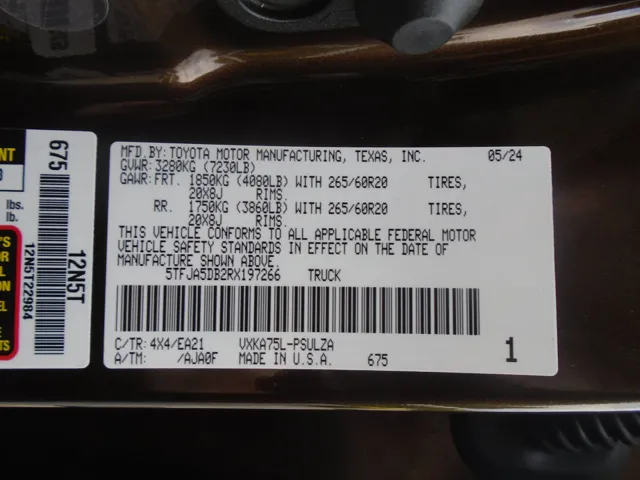 MFD.BY:TOYOTA MOTOR MANUFACTURING, TEXAS, INC. 05/24
GVWR:3280KG (7230LB)
GAWR:FRT. 1850KG (4080LB) WITH 265/60R20 TIRES,
20X8J RIMS
RR. 1750KG (3860LB) WITH 265/60R20 TIRES,
20X8J RIMS
THIS VEHICLE CONFORMS TO ALL APPLICABLE FEDERAL MOTOR
VEHICLE SAFETY STANDARDS IN EFFECT ON THE DATE OF
MANUFACTURE SHOWN ABOVE.
5TFJA5DB2RX197266 TRUCK
C/TR:4X4/EA21 VXKA75L-PSULZA
A/TM: /AJA0F MADE IN U.S.A. 675
1
675
12N5T
12N5T22984
lbs.
lb.